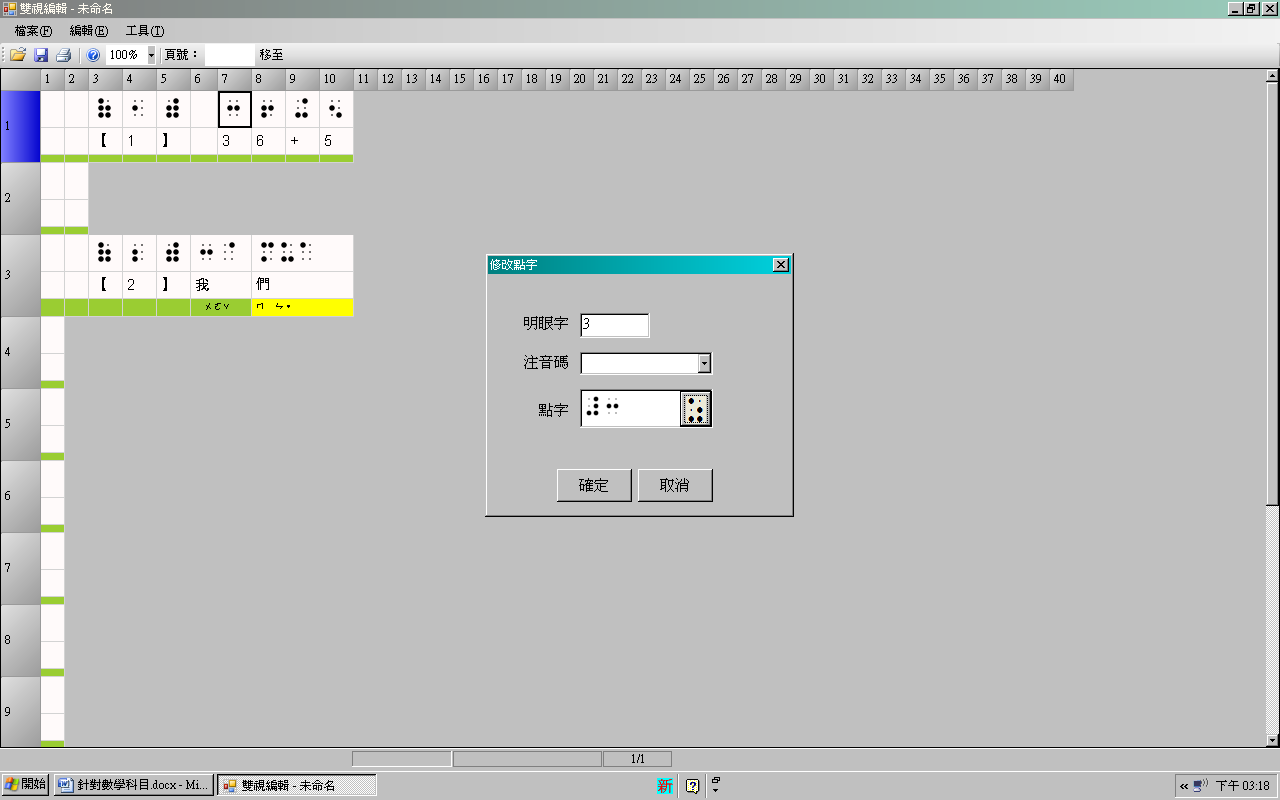 雙視編輯 - 未命名
檔案(F) 編輯(E) 工具(T)
100% 頁號： 移至
1 2 3 4 5 6 7 8 9 10 11 12 13 14 15 16 17 18 19 20 21 22 23 24 25 26 27 28 29 30 31 32 33 34 35 36 37 38 39 40
1
⠷ ⠂ ⠾ ⠒ ⠖ ⠬ ⠢
【 1 】 3 6 + 5
2
3
⠷ ⠆ ⠾ ⠒ ⠈ ⠍ ⠥ ⠁
【 2 】 我 們
ㄨㄛˇ ㄇ ㄣ˙
4
5
6
7
8
9
修改點字
明眼字 3
注音碼
點字 ⠼⠒
確定 取消
1/1
開始 針對數學科目.docx - Mi... 雙視編輯 - 未命名 新 « 下午 03:18